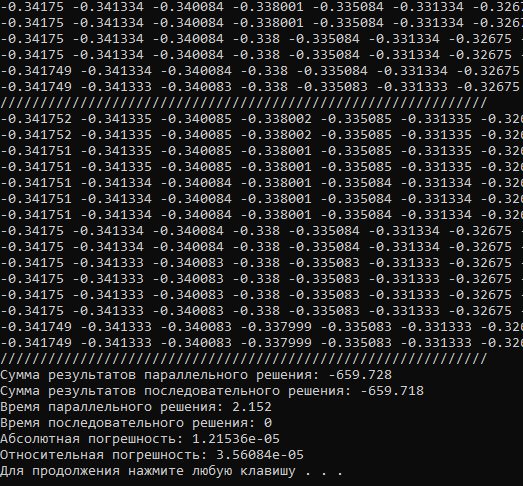 -0.34175 -0.341334 -0.340084 -0.338001 -0.335084 -0.331334 -0.3267
-0.34175 -0.341334 -0.340084 -0.338001 -0.335084 -0.331334 -0.3267
-0.34175 -0.341334 -0.340084 -0.338 -0.335084 -0.331334 -0.32675 -
-0.34175 -0.341334 -0.340084 -0.338 -0.335084 -0.331334 -0.32675 -
-0.341749 -0.341334 -0.340084 -0.338 -0.335084 -0.331334 -0.32675
-0.341749 -0.341333 -0.340083 -0.338 -0.335083 -0.331333 -0.32675
/////////////////////////////////////////////////////////////
-0.341752 -0.341335 -0.340085 -0.338002 -0.335085 -0.331335 -0.326
-0.341752 -0.341335 -0.340085 -0.338002 -0.335085 -0.331335 -0.326
-0.341751 -0.341335 -0.340085 -0.338001 -0.335085 -0.331335 -0.326
-0.341751 -0.341335 -0.340085 -0.338001 -0.335085 -0.331335 -0.326
-0.341751 -0.341334 -0.340084 -0.338001 -0.335084 -0.331334 -0.326
-0.341751 -0.341334 -0.340084 -0.338001 -0.335084 -0.331334 -0.326
-0.341751 -0.341334 -0.340084 -0.338001 -0.335084 -0.331334 -0.326
-0.34175 -0.341334 -0.340084 -0.338 -0.335084 -0.331334 -0.32675 -
-0.34175 -0.341334 -0.340084 -0.338 -0.335084 -0.331334 -0.32675 -
-0.34175 -0.341333 -0.340083 -0.338 -0.335083 -0.331333 -0.32675 -
-0.34175 -0.341333 -0.340083 -0.338 -0.335083 -0.331333 -0.32675 -
-0.34175 -0.341333 -0.340083 -0.338 -0.335083 -0.331333 -0.32675 -
-0.34175 -0.341333 -0.340083 -0.338 -0.335083 -0.331333 -0.32675 -
-0.341749 -0.341333 -0.340083 -0.337999 -0.335083 -0.331333 -0.326
-0.341749 -0.341333 -0.340083 -0.337999 -0.335083 -0.331333 -0.326
/////////////////////////////////////////////////////////////
Сумма результатов параллельного решения: -659.728
Сумма результатов последовательного решения: -659.718
Время параллельного решения: 2.152
Время последовательного решения: 0
Абсолютная погрешность: 1.21536e-05
Относительная погрешность: 3.56084e-05
Для продолжения нажмите любую клавишу . . .